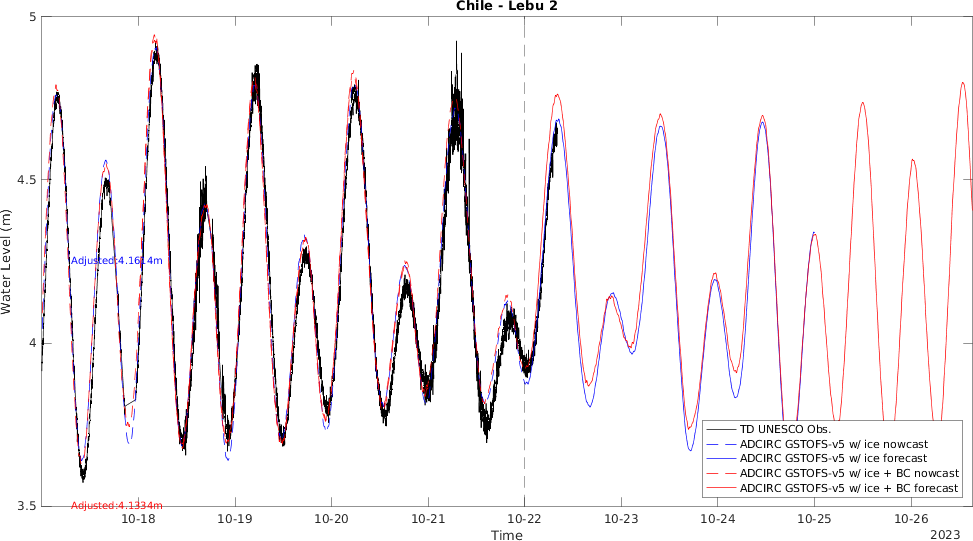 Chile - Lebu 2
5
4.5
4
3.5
Water Level (m)
Adjusted:4.1614m
Adjusted:4.1334m
TD UNESCO Obs.
ADCIRC GSTOFS-v5 w/ ice nowcast
ADCIRC GSTOFS-v5 w/ ice forecast
ADCIRC GSTOFS-v5 w/ ice + BC nowcast
ADCIRC GSTOFS-v5 w/ ice + BC forecast
10-18 10-19 10-20 10-21 10-22 10-23 10-24 10-25 10-26
Time
2023